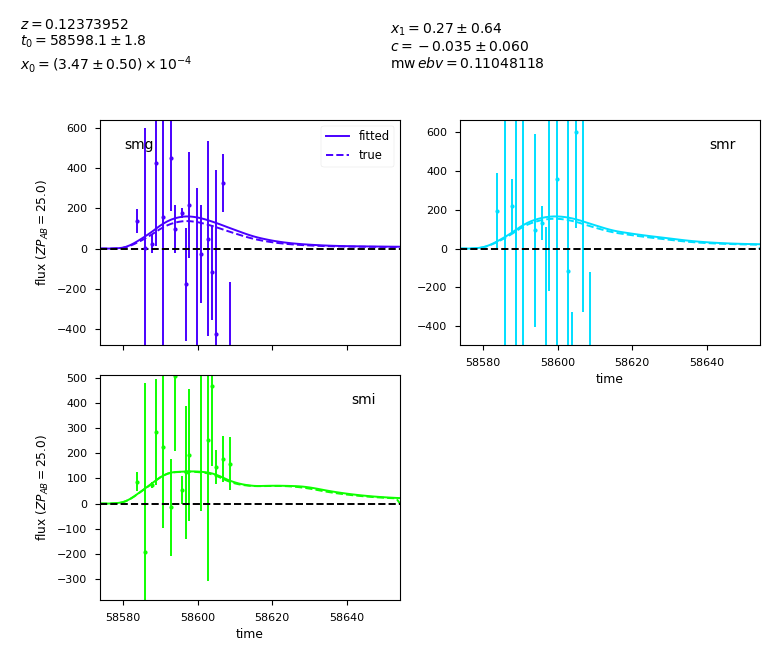 z = 0.12373952
t₀ = 58598.1 ± 1.8
x₀ = (3.47 ± 0.50) × 10⁻⁴
x₁ = 0.27 ± 0.64
c = −0.035 ± 0.060
mw ebv = 0.11048118
smg
fitted
true
600
400
200
0
−200
−400
flux (ZP_AB = 25.0)
smr
600
400
200
0
−200
−400
58580 58600 58620 58640
time
smi
500
400
300
200
100
0
−100
−200
−300
flux (ZP_AB = 25.0)
58580 58600 58620 58640
time